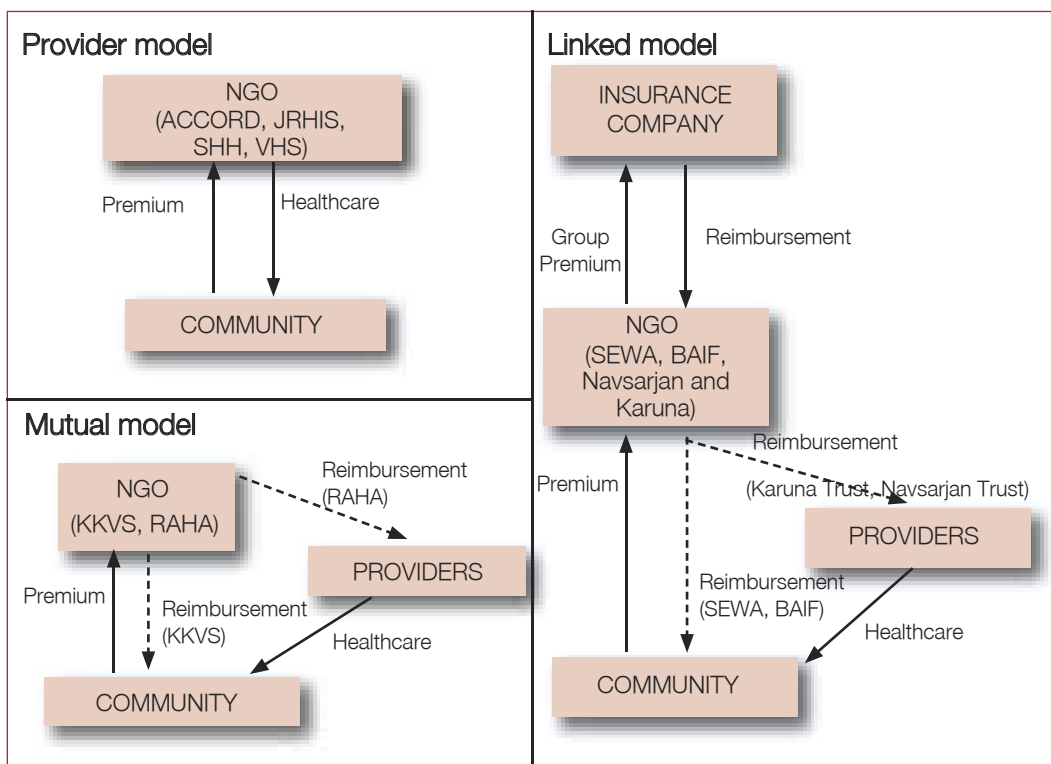 Provider model
NGO
(ACCORD, JRHIS,
SHH, VHS)
Premium
Healthcare
COMMUNITY
Mutual model
NGO
(KKVS, RAHA)
Reimbursement
(RAHA)
PROVIDERS
Premium
Reimbursement
(KKVS)
Healthcare
COMMUNITY
Linked model
INSURANCE
COMPANY
Group
Premium
Reimbursement
NGO
(SEWA, BAIF,
Navsarjan and
Karuna)
Reimbursement
(Karuna Trust, Navsarjan Trust)
Premium
PROVIDERS
Reimbursement
(SEWA, BAIF)
Healthcare
COMMUNITY